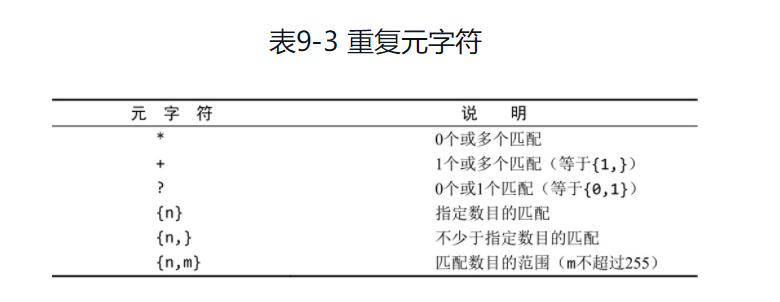 表9-3 重复元字符
元 字 符 说 明
* 0个或多个匹配
+ 1个或多个匹配（等于{1,}）
? 0个或1个匹配（等于{0,1}）
{n} 指定数目的匹配
{n,} 不少于指定数目的匹配
{n,m} 匹配数目的范围（m不超过255）